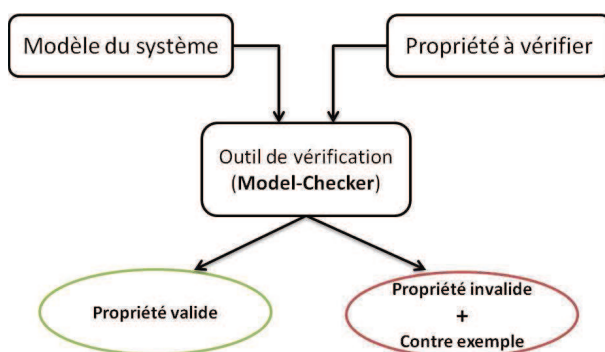 Modèle du système
Propriété à vérifier
Outil de vérification
(Model-Checker)
Propriété valide
Propriété invalide
+
Contre exemple